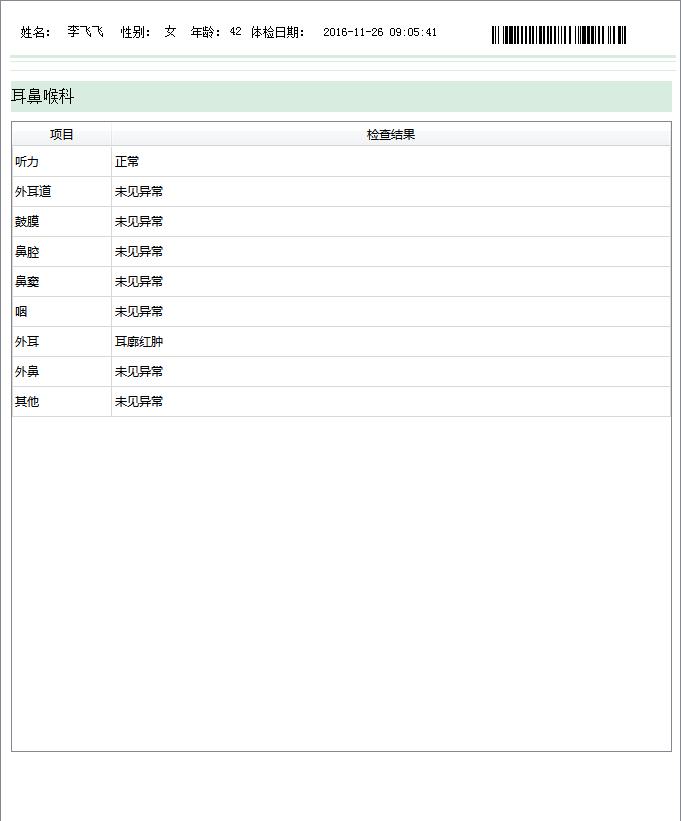 姓名： 李飞飞 性别： 女 年龄：42 体检日期： 2016-11-26 09:05:41
耳鼻喉科
项目 检查结果
听力 正常
外耳道 未见异常
鼓膜 未见异常
鼻腔 未见异常
鼻窦 未见异常
咽 未见异常
外耳 耳廓红肿
外鼻 未见异常
其他 未见异常